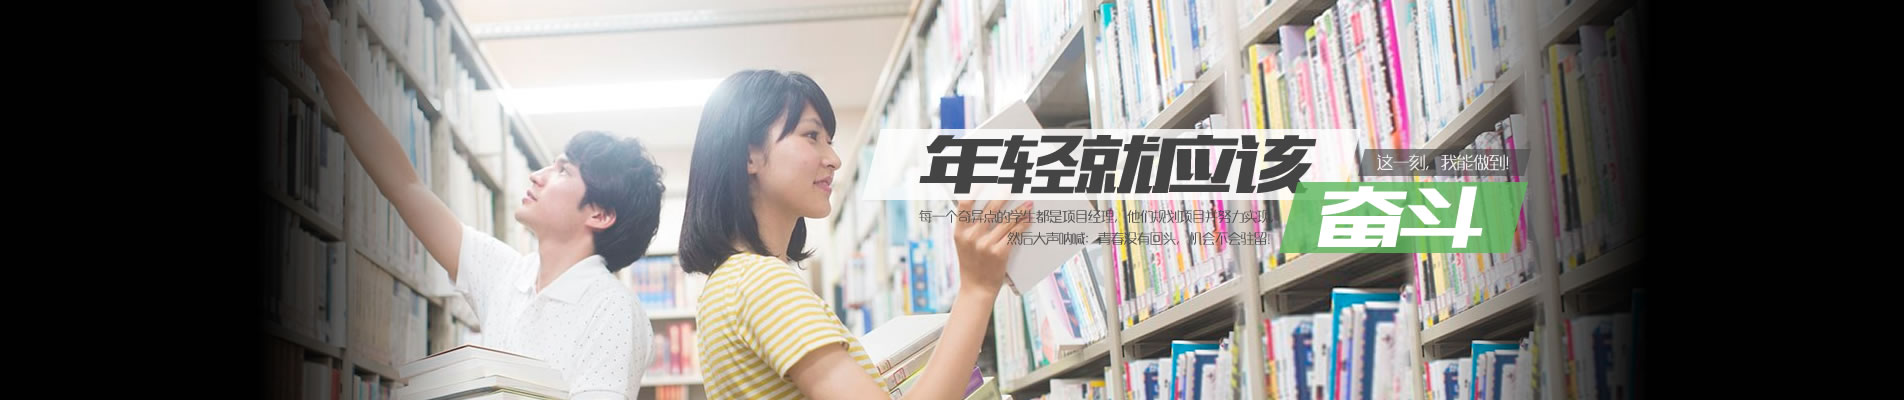 年轻就应该
这一刻，我能做到!
奋斗
每一个奇异点的学生都是项目经理，他们规划项目并努力实现，
然后大声呐喊：青春没有回头，机会不会驻留!